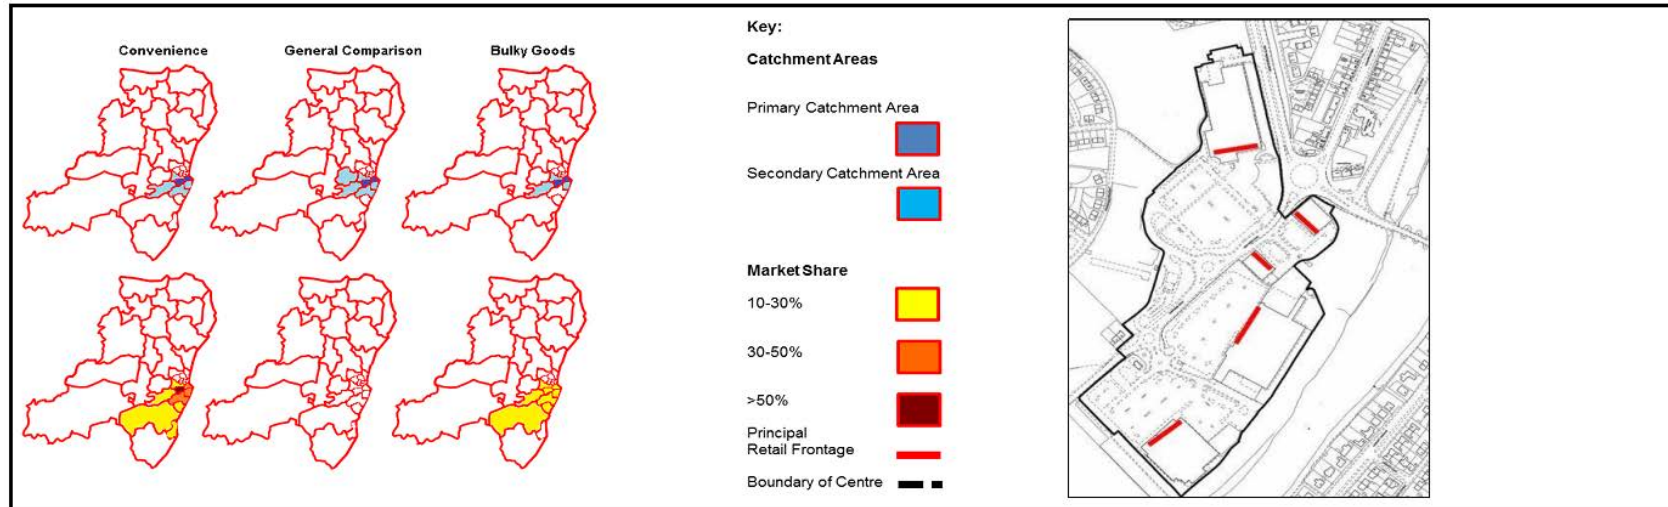 Convenience
General Comparison
Bulky Goods
Key:
Catchment Areas
Primary Catchment Area
Secondary Catchment Area
Market Share
10-30%
30-50%
>50%
Principal
Retail Frontage
Boundary of Centre